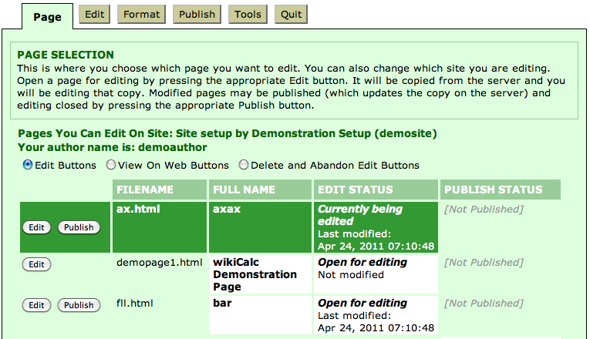 Page Edit Format Publish Tools Quit
PAGE SELECTION
This is where you choose which page you want to edit. You can also change which site you are editing.
Open a page for editing by pressing the appropriate Edit button. It will be copied from the server and you
will be editing that copy. Modified pages may be published (which updates the copy on the server) and
editing closed by pressing the appropriate Publish button.
Pages You Can Edit On Site: Site setup by Demonstration Setup (demosite)
Your author name is: demoauthor
Edit Buttons View On Web Buttons Delete and Abandon Edit Buttons
FILENAME FULL NAME EDIT STATUS PUBLISH STATUS
Edit Publish ax.html axax Currently being [Not Published]
edited
Last modified:
Apr 24, 2011 07:10:48
Edit demopage1.html wikiCalc Open for editing [Not Published]
Demonstration Not modified
Page
Edit Publish fll.html bar Open for editing [Not Published]
Last modified:
Apr 24, 2011 07:10:48